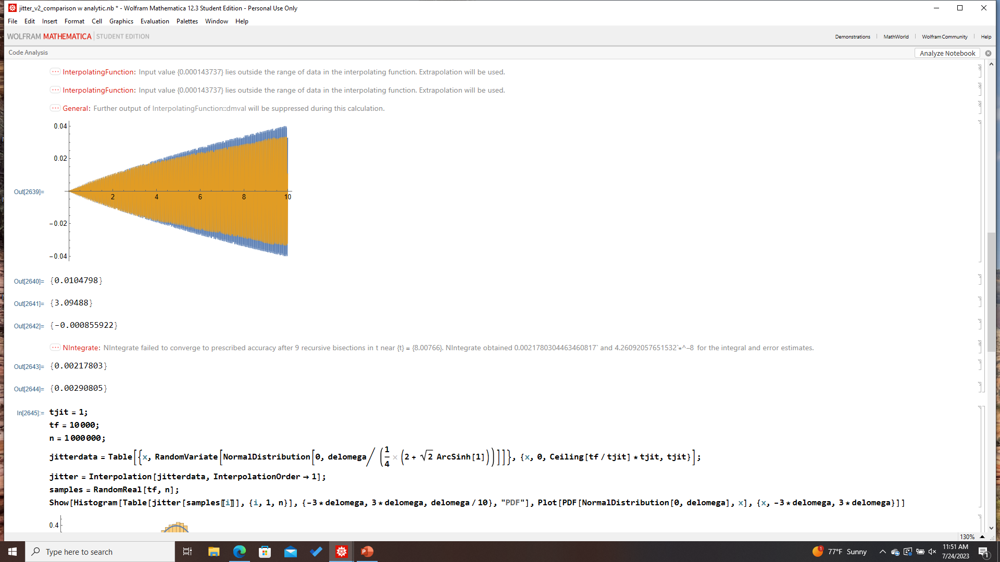 jitter_v2_comparison w analytic.nb * - Wolfram Mathematica 12.3 Student Edition - Personal Use Only
File Edit Insert Format Cell Graphics Evaluation Palettes Window Help
WOLFRAM MATHEMATICA | STUDENT EDITION
Demonstrations | MathWorld | Wolfram Community | Help
Code Analysis
Analyze Notebook
InterpolatingFunction: Input value {0.000143737} lies outside the range of data in the interpolating function. Extrapolation will be used.
InterpolatingFunction: Input value {0.000143737} lies outside the range of data in the interpolating function. Extrapolation will be used.
General: Further output of InterpolatingFunction::dmval will be suppressed during this calculation.
0.04
0.02
Out[2639]=
2 4 6 8 10
-0.02
-0.04
Out[2640]= {0.0104798}
Out[2641]= {3.09488}
Out[2642]= {-0.000855922}
NIntegrate: NIntegrate failed to converge to prescribed accuracy after 9 recursive bisections in t near {t} = {8.00766}. NIntegrate obtained 0.0021780304463460817` and 4.26092057651532`*^-8 for the integral and error estimates.
Out[2643]= {0.00217803}
Out[2644]= {0.00290805}
In[2645]:= tjit = 1;
tf = 10000;
n = 1000000;
jitterdata = Table[{x, RandomVariate[NormalDistribution[0, delomega/(1/4 × (2 + √2 ArcSinh[1]))]]}, {x, 0, Ceiling[tf/tjit]*tjit, tjit}];
jitter = Interpolation[jitterdata, InterpolationOrder → 1];
samples = RandomReal[tf, n];
Show[Histogram[Table[jitter[samples[[i]]], {i, 1, n}], {-3*delomega, 3*delomega, delomega/10}, "PDF"], Plot[PDF[NormalDistribution[0, delomega], x], {x, -3*delomega, 3*delomega}]]
0.4
130%
Type here to search
1
77°F Sunny
11:51 AM
7/24/2023
1